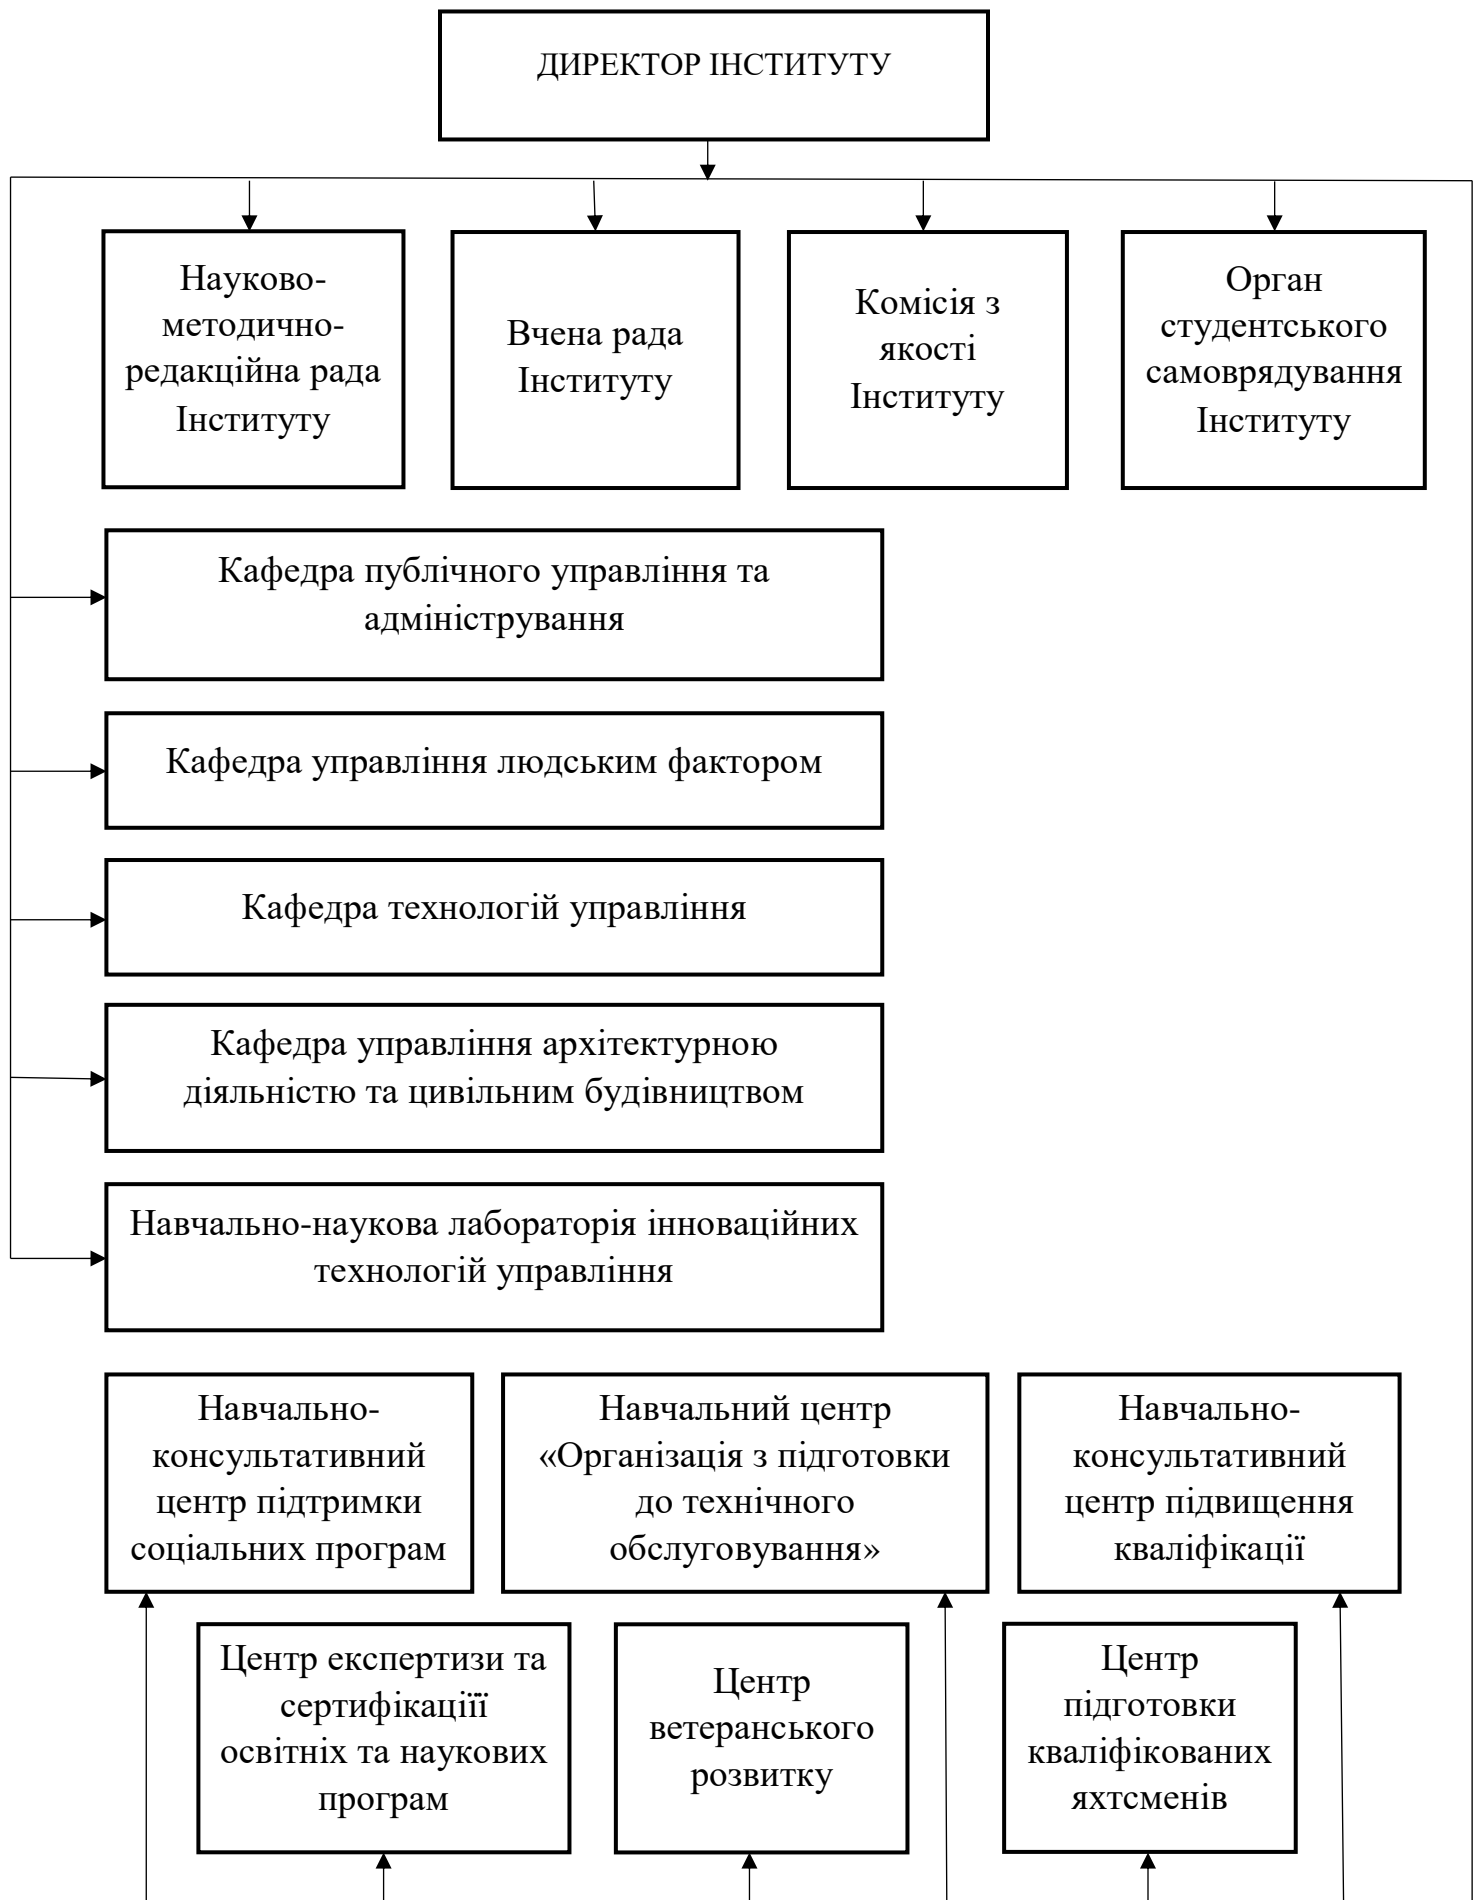 ДИРЕКТОР ІНСТИТУТУ
Науково-
методично-
редакційна рада
Інституту
Вчена рада
Інституту
Комісія з
якості
Інституту
Орган
студентського
самоврядування
Інституту
Кафедра публічного управління та
адміністрування
Кафедра управління людським фактором
Кафедра технологій управління
Кафедра управління архітектурною
діяльністю та цивільним будівництвом
Навчально-наукова лабораторія інноваційних
технологій управління
Навчально-
консультативний
центр підтримки
соціальних програм
Навчальний центр
«Організація з підготовки
до технічного
обслуговування»
Навчально-
консультативний
центр підвищення
кваліфікації
Центр експертизи та
сертифікаціїї
освітніх та наукових
програм
Центр
ветеранського
розвитку
Центр
підготовки
кваліфікованих
яхтсменів